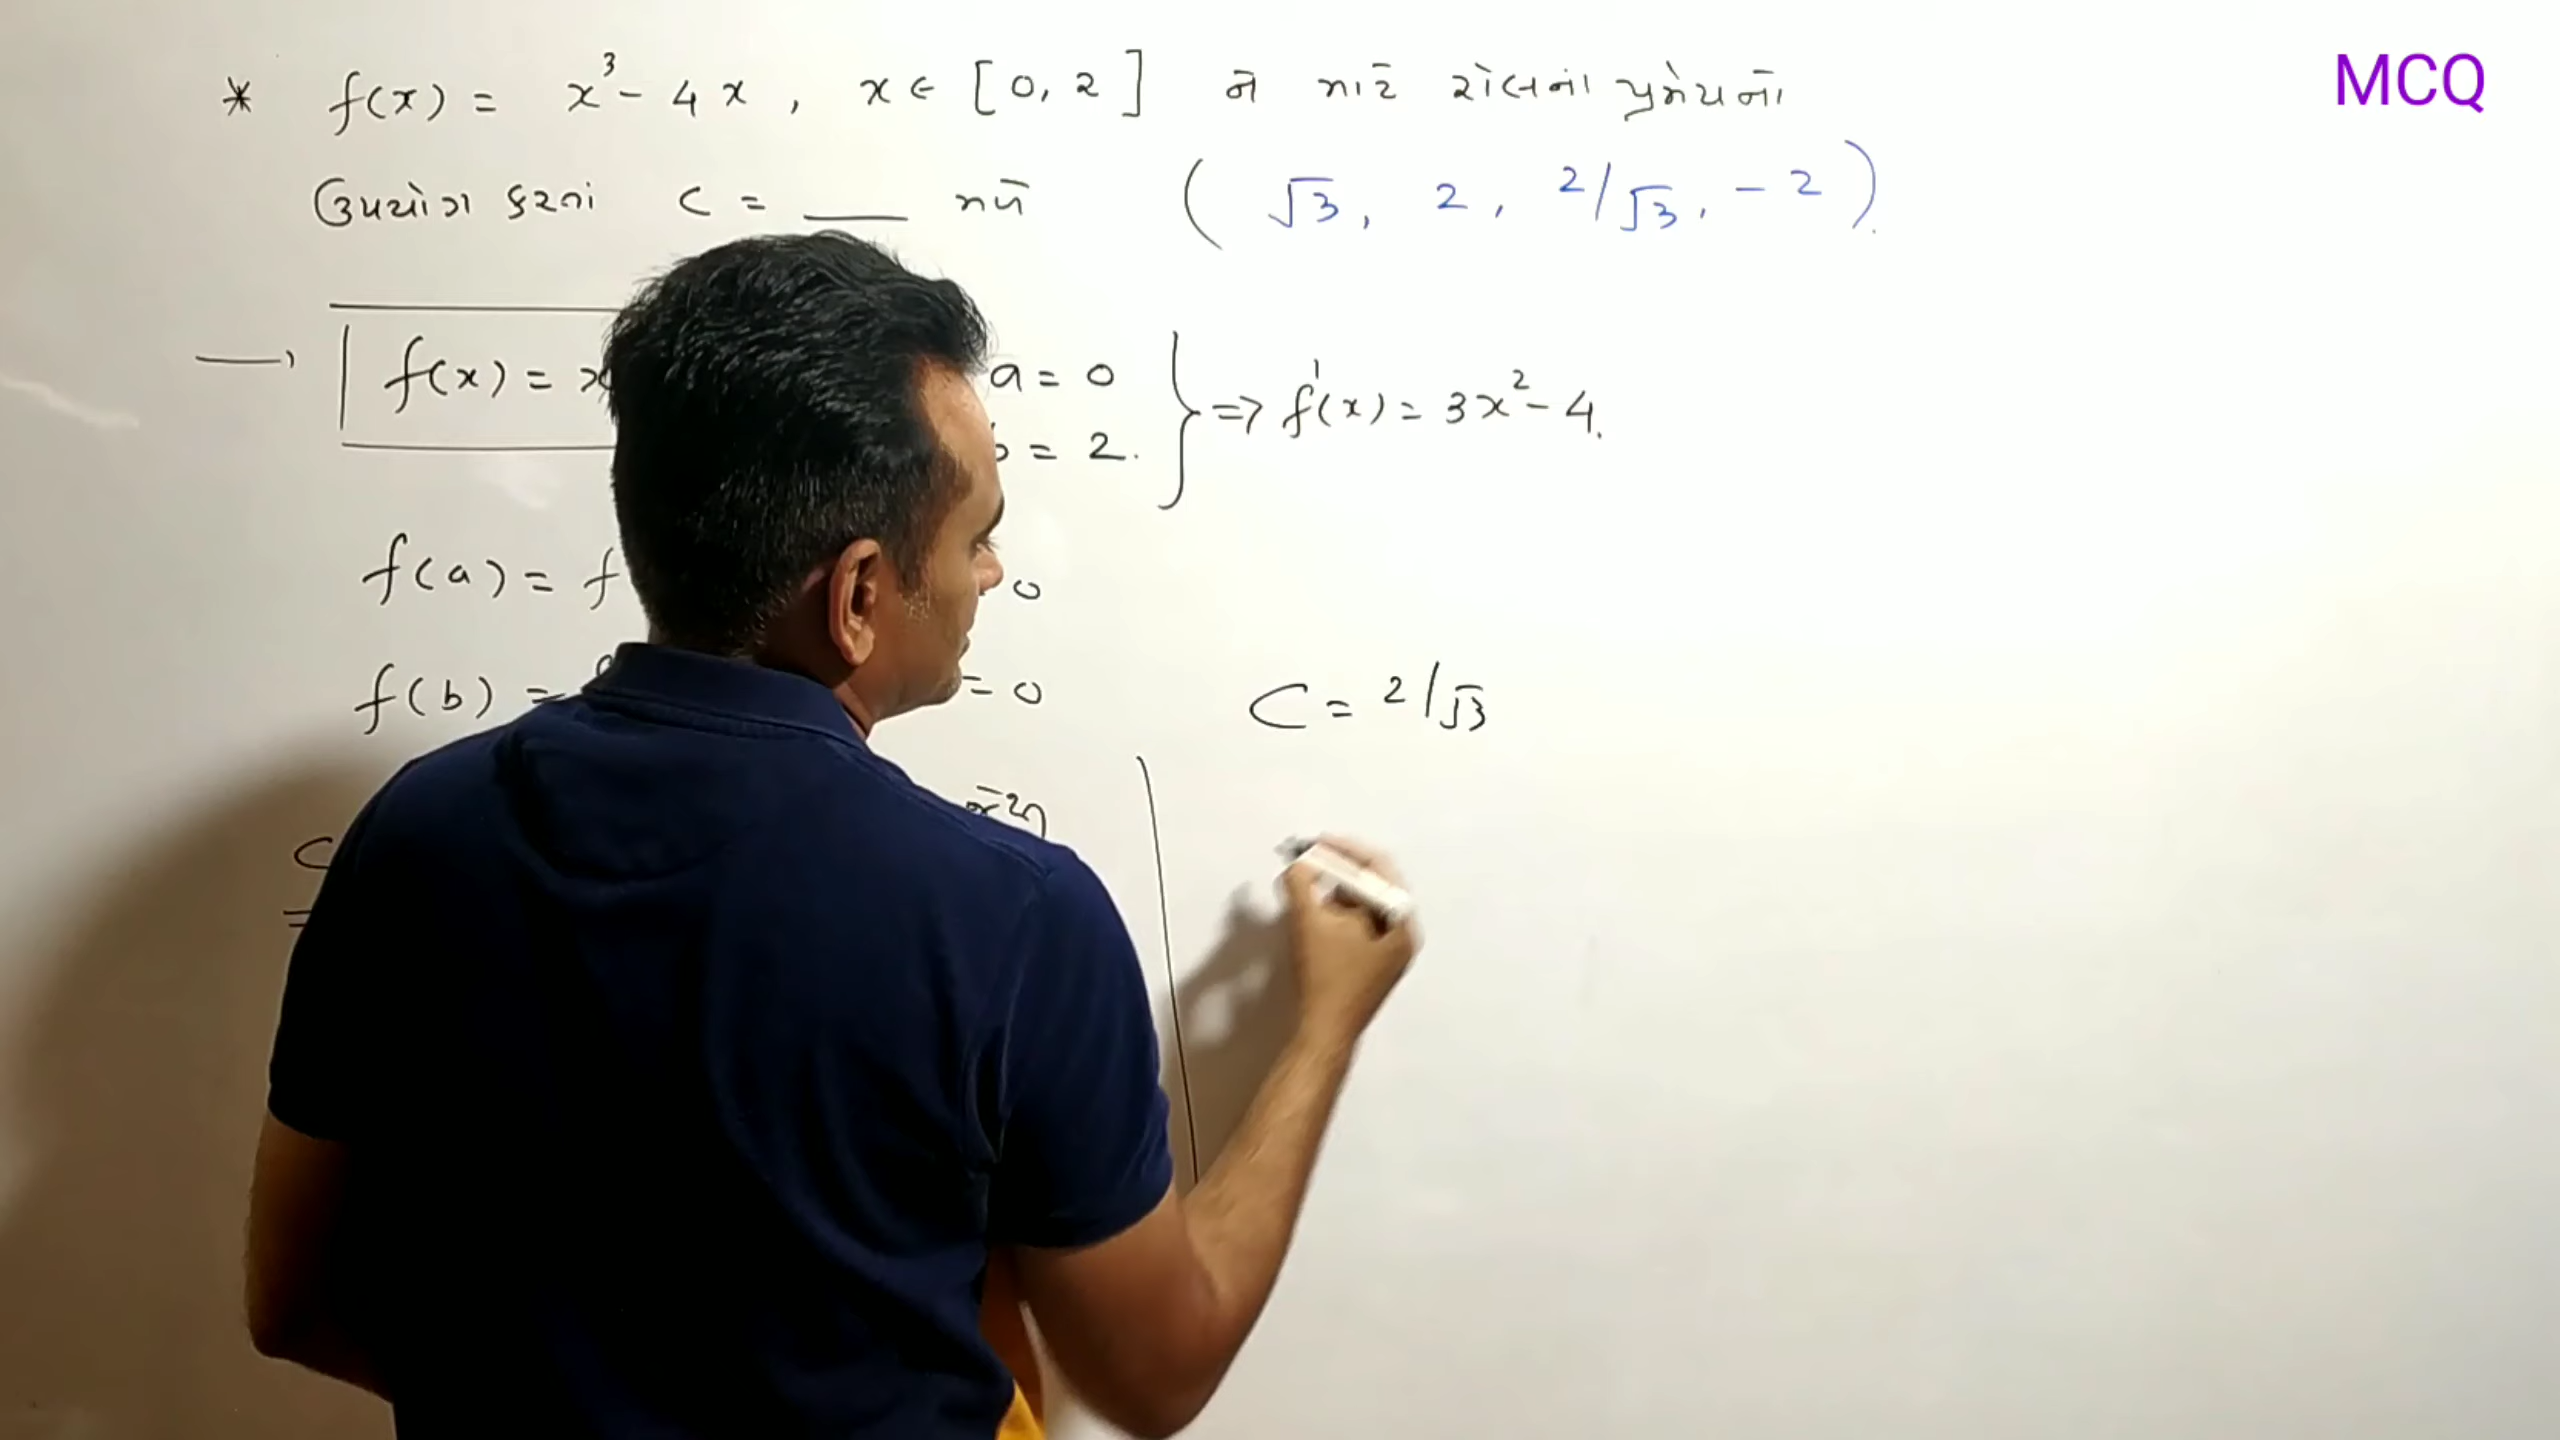 MCQ
* f(x) = x³ - 4x , x ∈ [0, 2] ને માટે રોલના પ્રમેયનો
ઉપયોગ કરતાં c = ___ મળે ( √3, 2, 2/√3, -2 ).
→ f(x) = x a = 0 } => f'(x) = 3x² - 4.
b = 2.
f(a) = f 0
f(b) = = 0 C = 2/√3
C
=